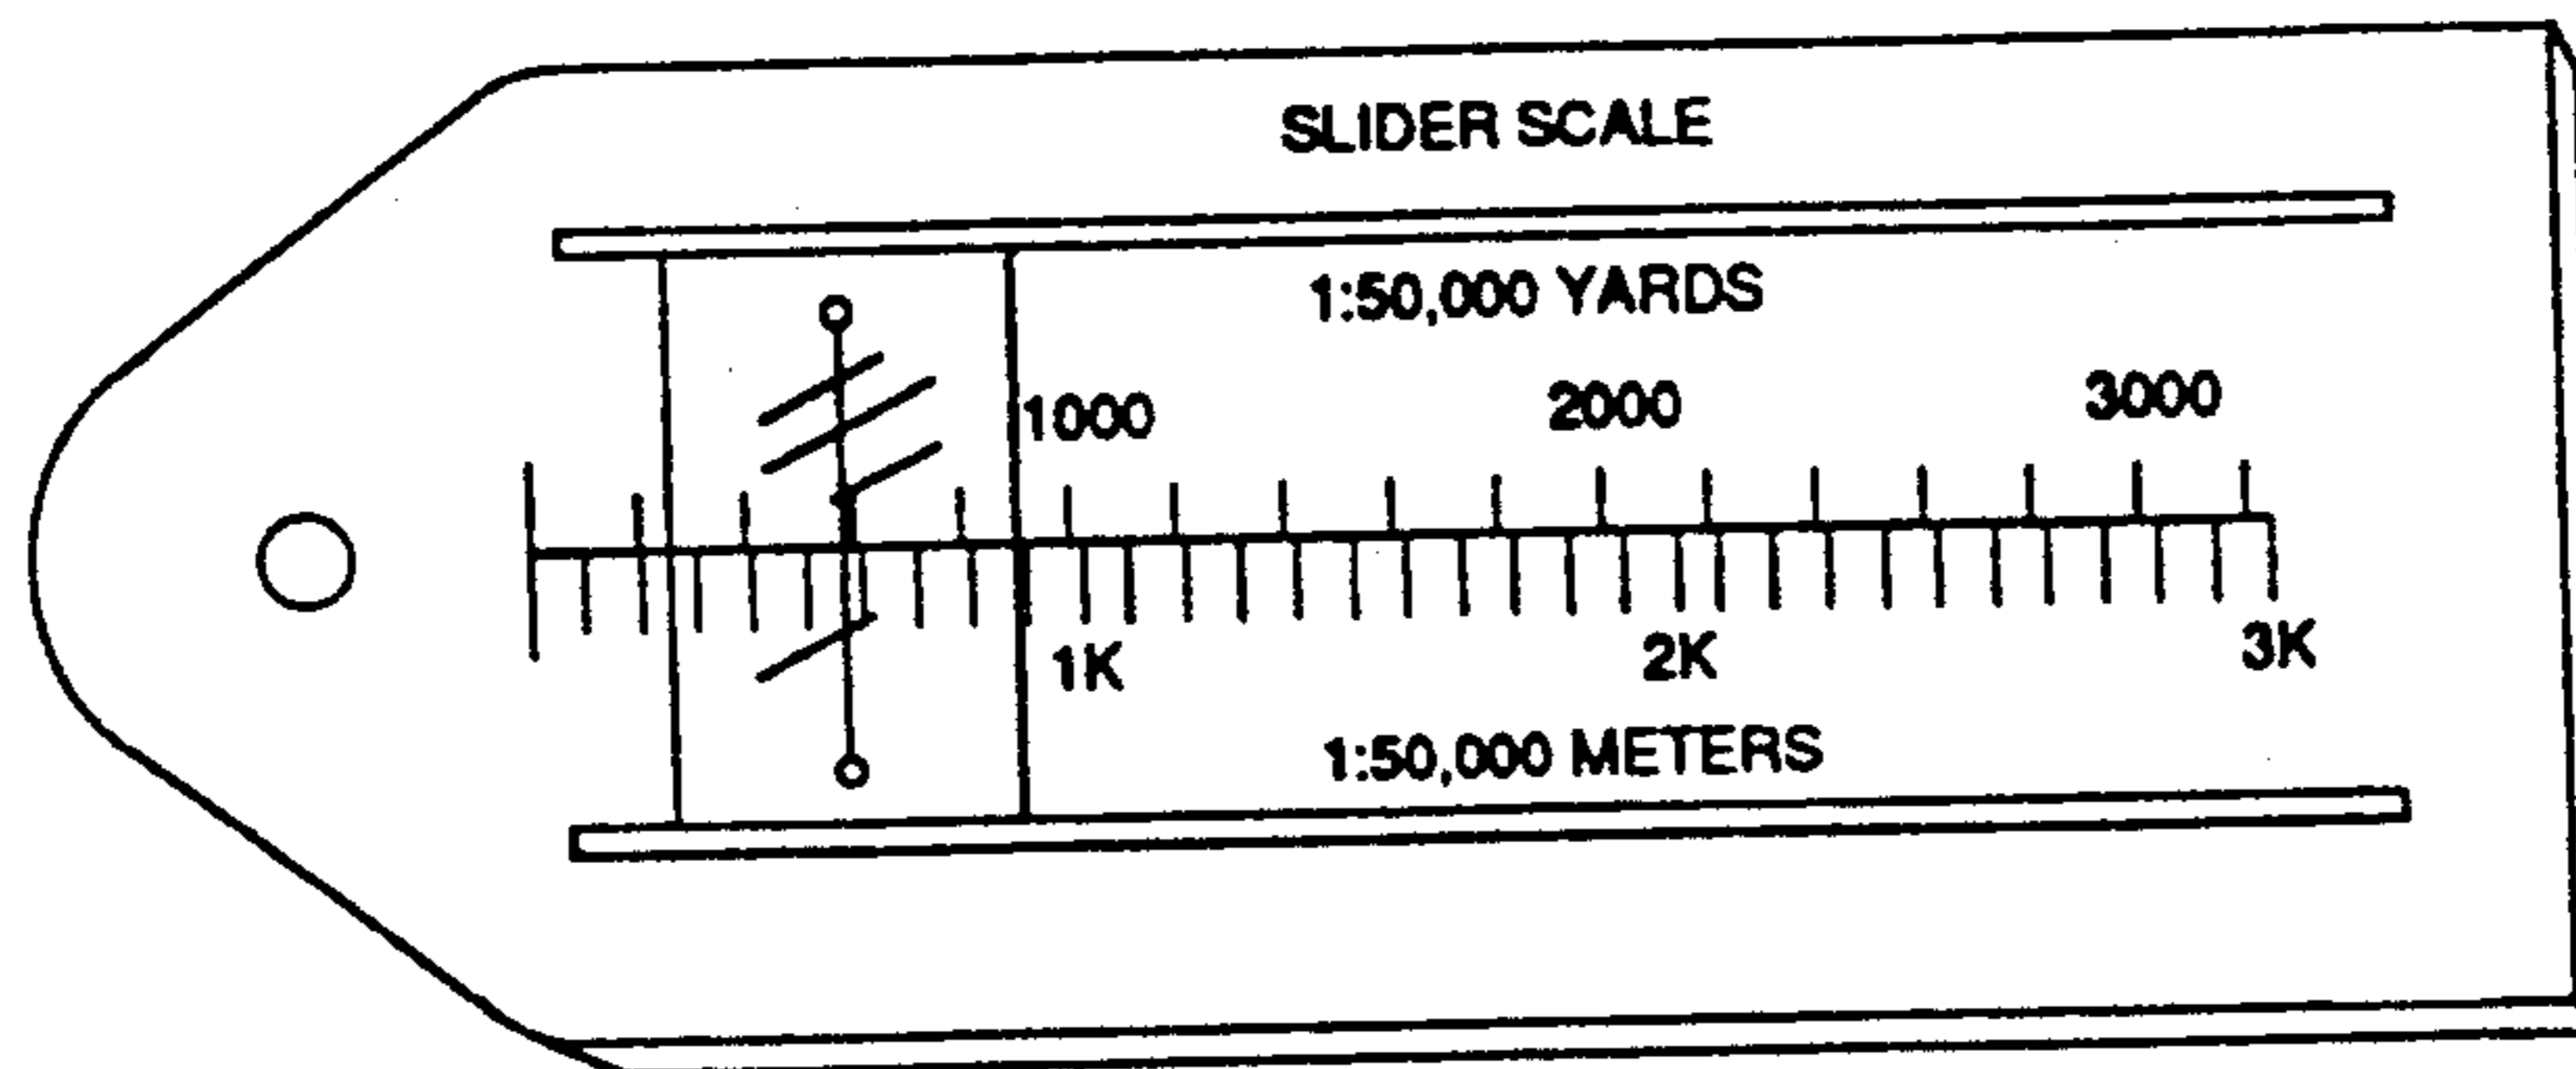 SLIDER SCALE
1:50,000 YARDS
1000 2000 3000
1K 2K 3K
1:50,000 METERS